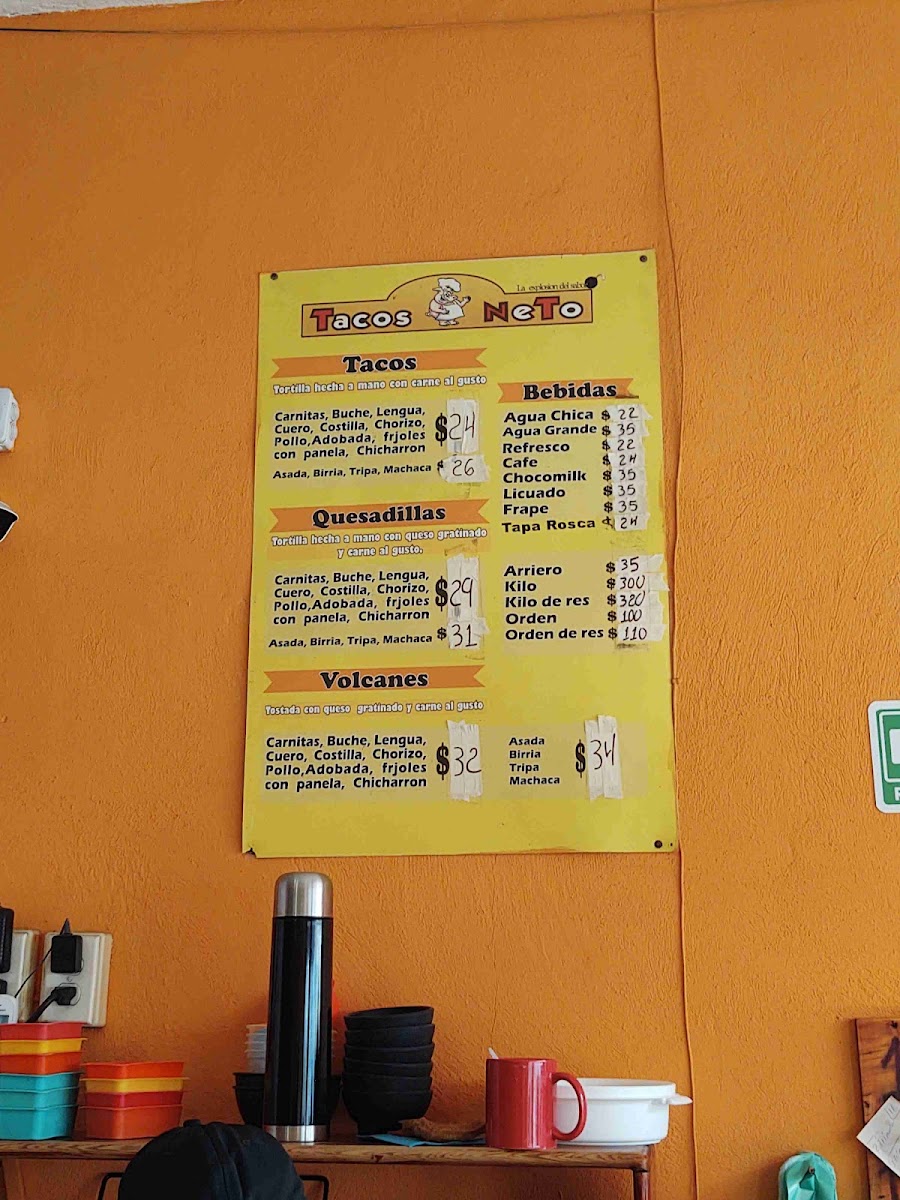 La explosion del sabor
Tacos NeTo
Tacos
Tortilla hecha a mano con carne al gusto
Carnitas, Buche, Lengua,
Cuero, Costilla, Chorizo,
Pollo,Adobada, frjoles
con panela, Chicharron
$24
Asada, Birria, Tripa, Machaca $ 26
Quesadillas
Tortilla hecha a mano con queso gratinado
y carne al gusto.
Carnitas, Buche, Lengua,
Cuero, Costilla, Chorizo,
Pollo,Adobada, frjoles
con panela, Chicharron
$29
Asada, Birria, Tripa, Machaca $ 31
Volcanes
Tostada con queso gratinado y carne al gusto
Carnitas, Buche, Lengua,
Cuero, Costilla, Chorizo,
Pollo,Adobada, frjoles
con panela, Chicharron
$32
Asada
Birria
Tripa
Machaca
$34
Bebidas
Agua Chica $ 22
Agua Grande $ 35
Refresco $ 22
Cafe $ 24
Chocomilk $ 35
Licuado $ 35
Frape $ 35
Tapa Rosca $ 24
Arriero $ 35
Kilo $ 300
Kilo de res $ 320
Orden $ 100
Orden de res $ 110